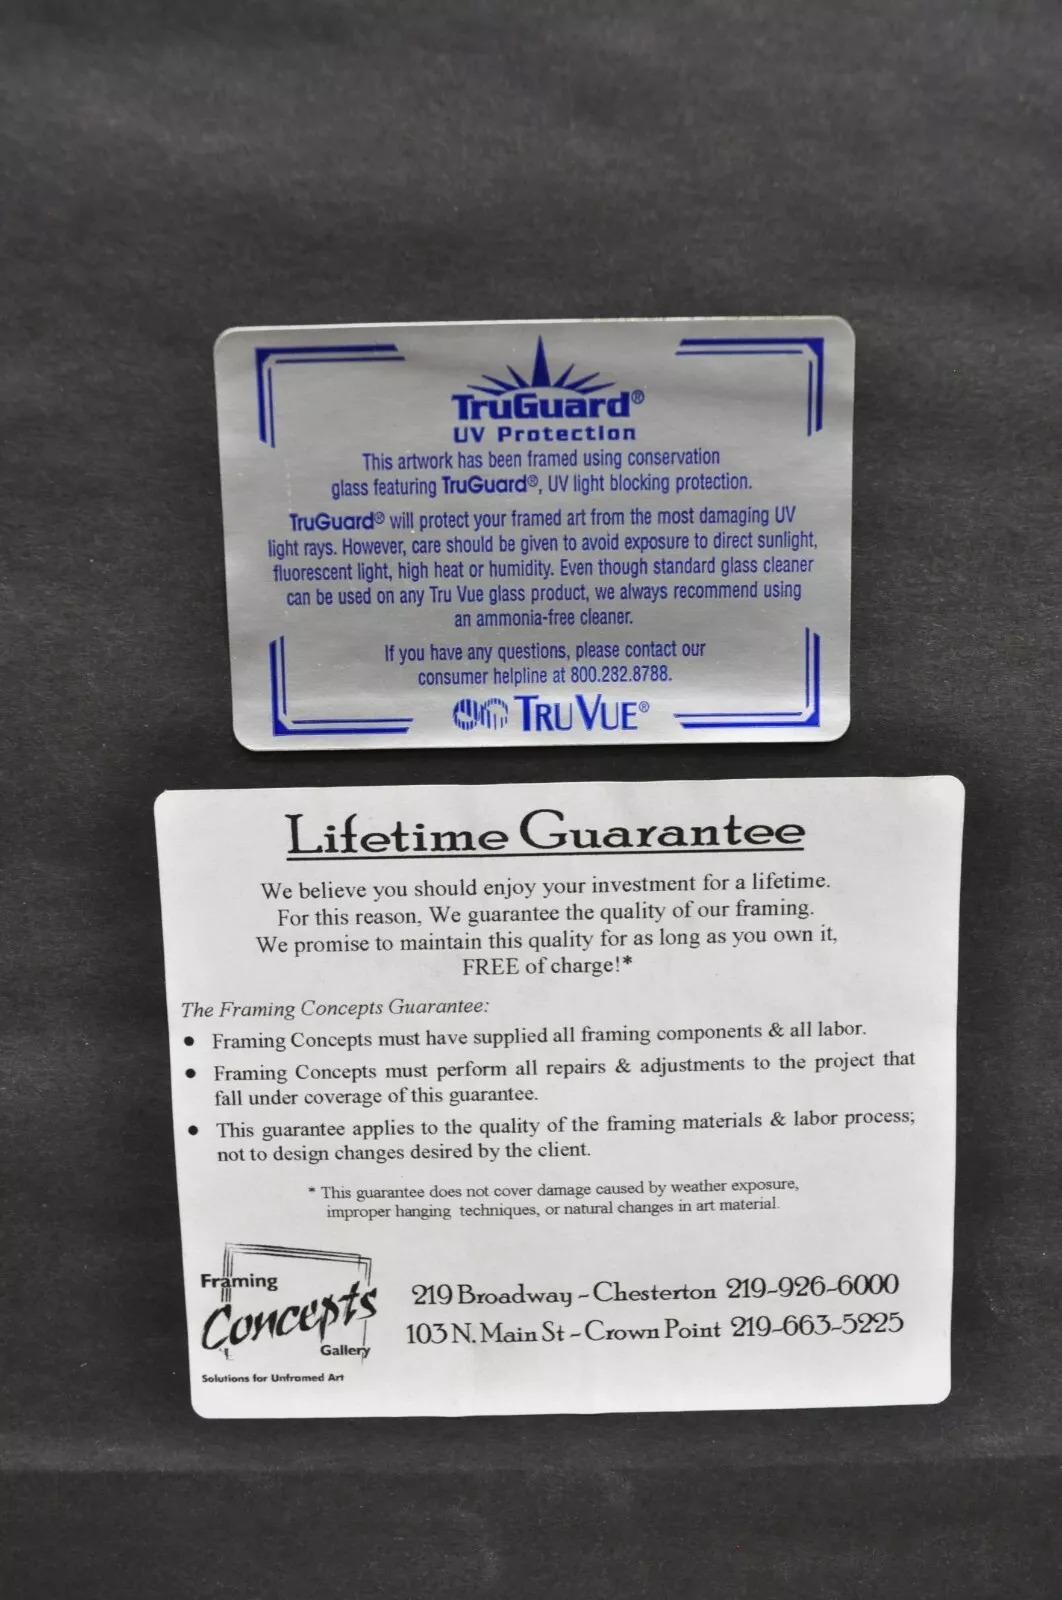 TruGuard®
UV Protection
This artwork has been framed using conservation
glass featuring TruGuard®, UV light blocking protection.
TruGuard® will protect your framed art from the most damaging UV
light rays. However, care should be given to avoid exposure to direct sunlight,
fluorescent light, high heat or humidity. Even though standard glass cleaner
can be used on any Tru Vue glass product, we always recommend using
an ammonia-free cleaner.
If you have any questions, please contact our
consumer helpline at 800.282.8788.
TRU VUE®
Lifetime Guarantee
We believe you should enjoy your investment for a lifetime.
For this reason, We guarantee the quality of our framing.
We promise to maintain this quality for as long as you own it,
FREE of charge!*
The Framing Concepts Guarantee:
● Framing Concepts must have supplied all framing components & all labor.
● Framing Concepts must perform all repairs & adjustments to the project that
fall under coverage of this guarantee.
● This guarantee applies to the quality of the framing materials & labor process;
not to design changes desired by the client.
* This guarantee does not cover damage caused by weather exposure,
improper hanging techniques, or natural changes in art material.
Framing
Concepts
Gallery
Solutions for Unframed Art
219 Broadway ~ Chesterton 219-926-6000
103 N. Main St ~ Crown Point 219-663-5225